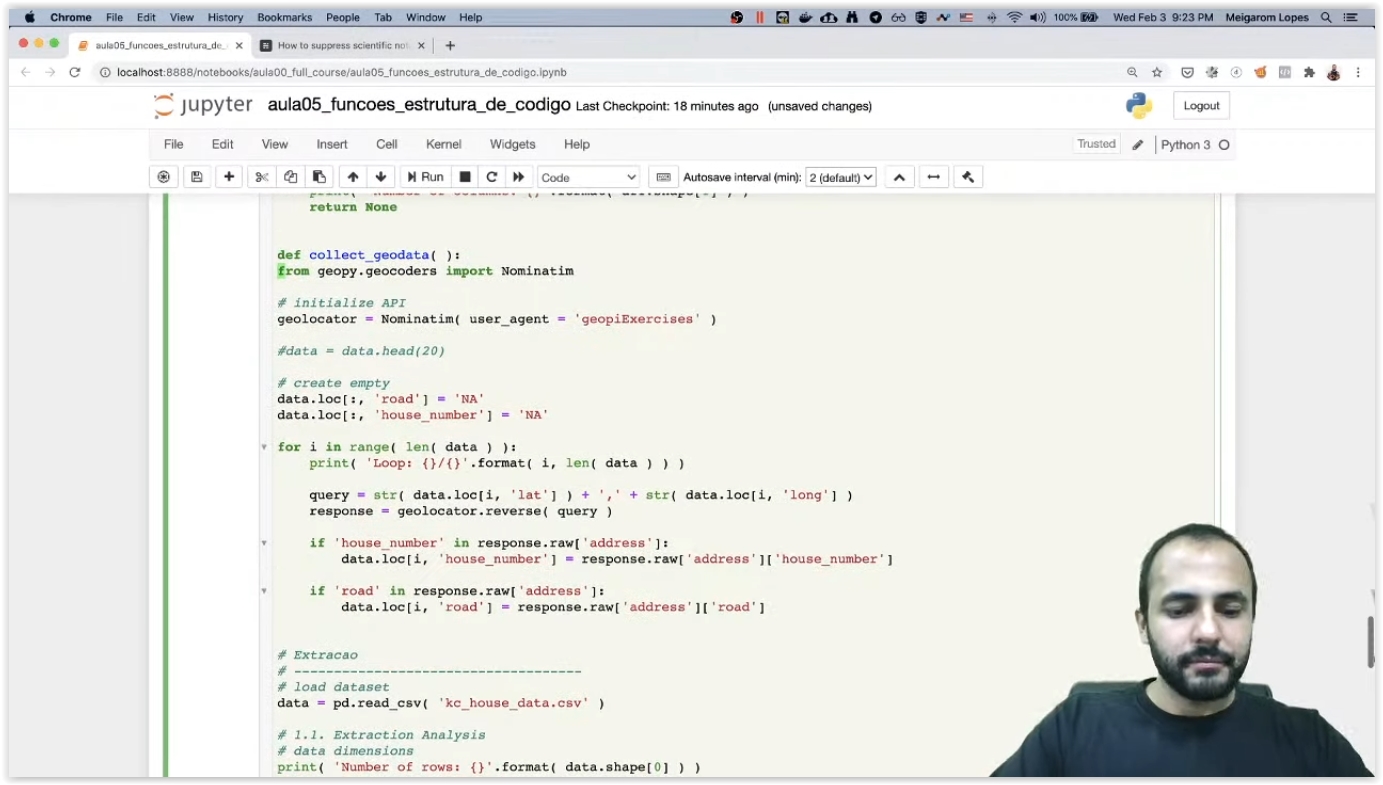 Chrome File Edit View History Bookmarks People Tab Window Help 100% Wed Feb 3 9:23 PM Meigarom Lopes
aula05_funcoes_estrutura_de_ How to suppress scientific not
localhost:8888/notebooks/aula00_full_course/aula05_funcoes_estrutura_de_codigo.ipynb
jupyter aula05_funcoes_estrutura_de_codigo Last Checkpoint: 18 minutes ago (unsaved changes) Logout
File Edit View Insert Cell Kernel Widgets Help Trusted Python 3
Run Code Autosave interval (min): 2 (default)
return None
def collect_geodata( ):
from geopy.geocoders import Nominatim
# initialize API
geolocator = Nominatim( user_agent = 'geopiExercises' )
#data = data.head(20)
# create empty
data.loc[:, 'road'] = 'NA'
data.loc[:, 'house_number'] = 'NA'
for i in range( len( data ) ):
print( 'Loop: {}/{}'.format( i, len( data ) ) )
query = str( data.loc[i, 'lat'] ) + ',' + str( data.loc[i, 'long'] )
response = geolocator.reverse( query )
if 'house_number' in response.raw['address']:
data.loc[i, 'house_number'] = response.raw['address']['house_number']
if 'road' in response.raw['address']:
data.loc[i, 'road'] = response.raw['address']['road']
# Extracao
# ------------------------------------
# load dataset
data = pd.read_csv( 'kc_house_data.csv' )
# 1.1. Extraction Analysis
# data dimensions
print( 'Number of rows: {}'.format( data.shape[0] ) )